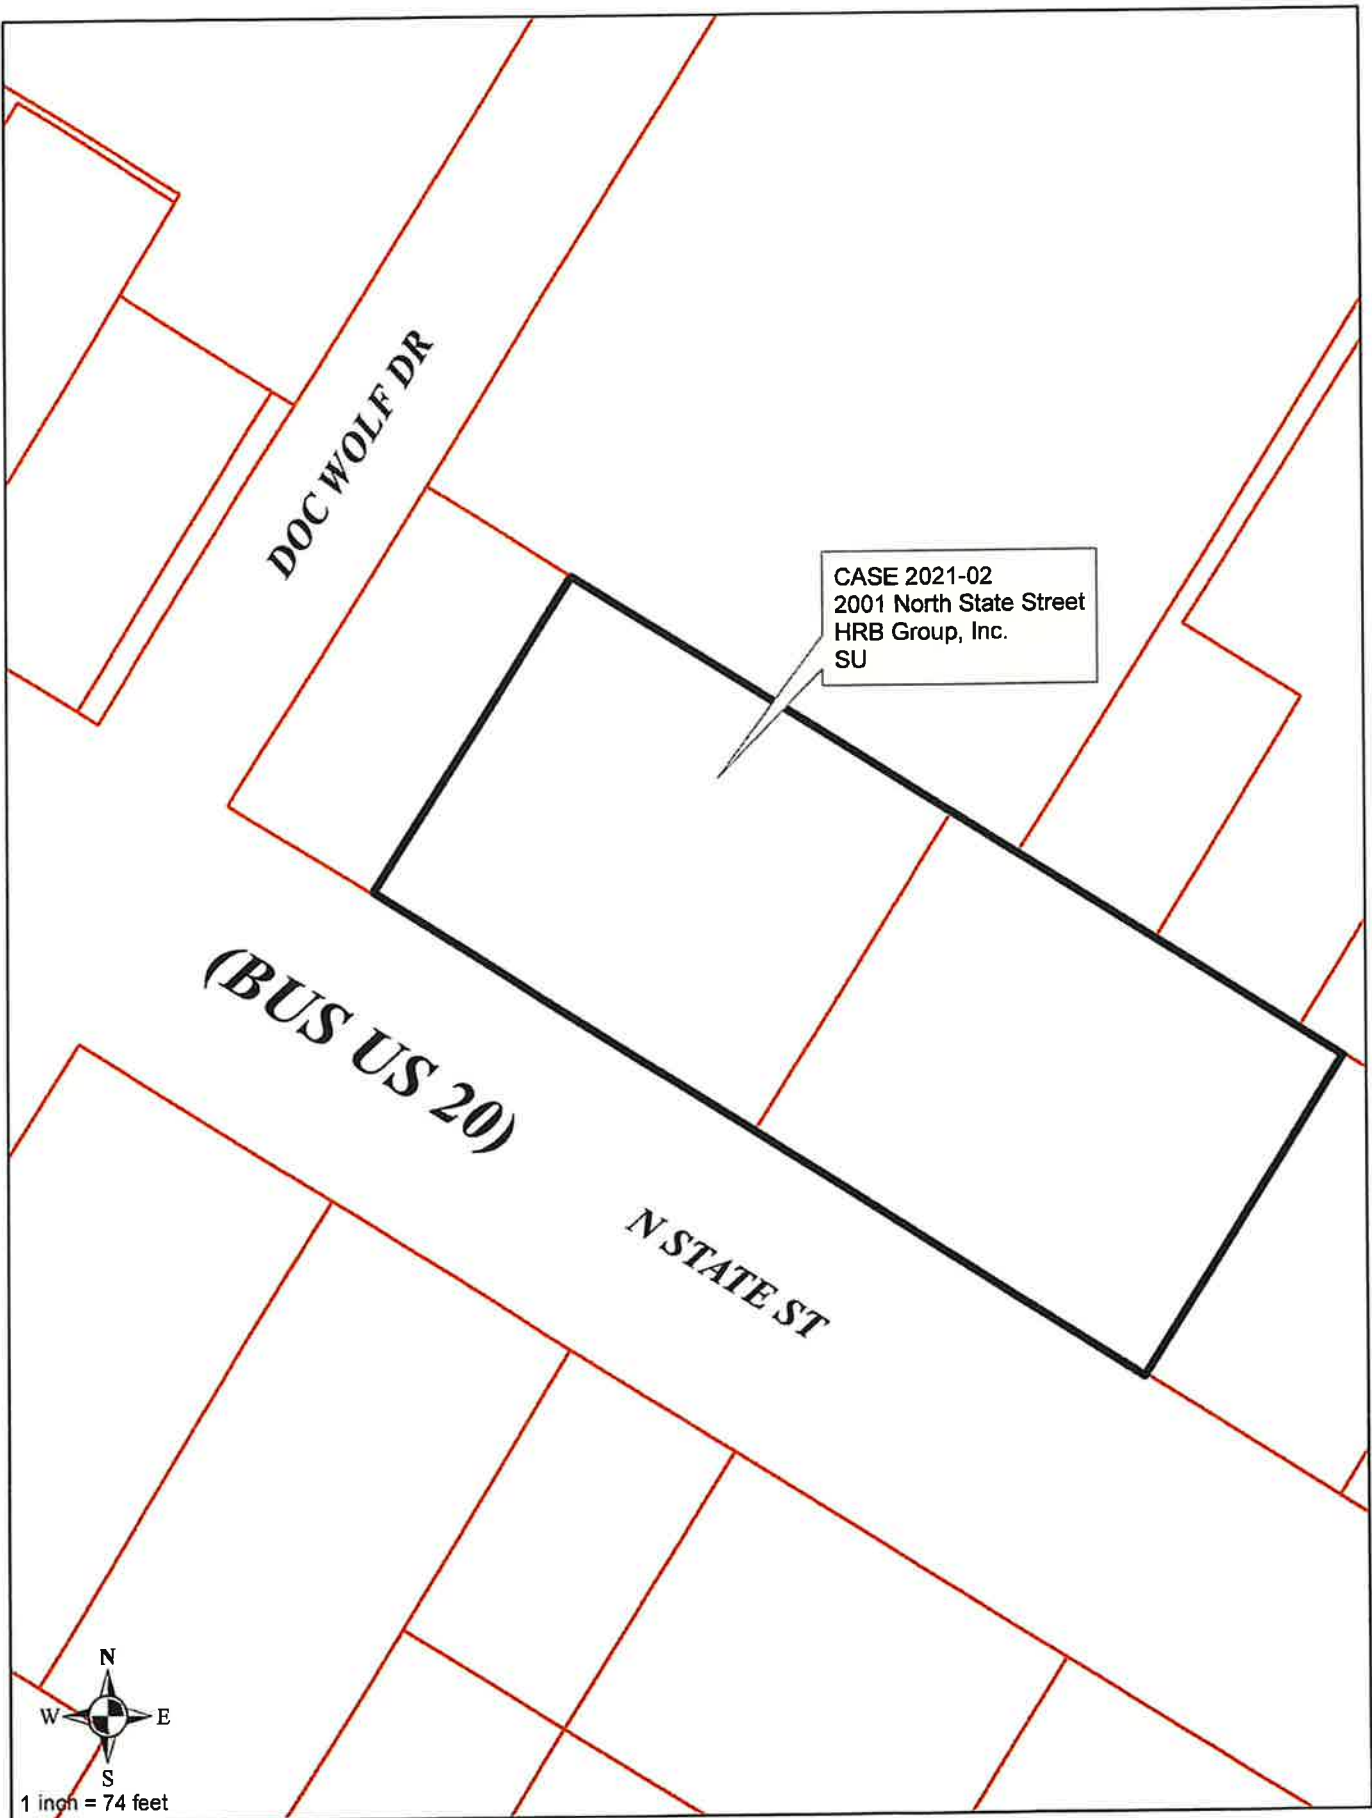 DOC WOLF DR
CASE 2021-02
2001 North State Street
HRB Group, Inc.
SU
(BUS US 20)
N STATE ST
N
W E
S
1 inch = 74 feet